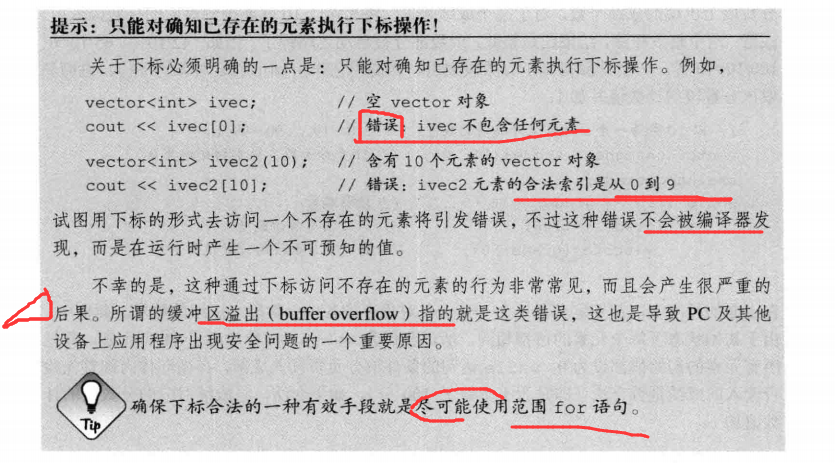 提示：只能对确知已存在的元素执行下标操作！
关于下标必须明确的一点是：只能对确知已存在的元素执行下标操作。例如，
vector<int> ivec;    // 空 vector 对象
cout << ivec[0];    // 错误：ivec 不包含任何元素
vector<int> ivec2(10);    // 含有 10 个元素的 vector 对象
cout << ivec2[10];    // 错误：ivec2 元素的合法索引是从 0 到 9
试图用下标的形式去访问一个不存在的元素将引发错误，不过这种错误不会被编译器发
现，而是在运行时产生一个不可预知的值。
不幸的是，这种通过下标访问不存在的元素的行为非常常见，而且会产生很严重的
后果。所谓的缓冲区溢出（buffer overflow）指的就是这类错误，这也是导致 PC 及其他
设备上应用程序出现安全问题的一个重要原因。
确保下标合法的一种有效手段就是尽可能使用范围 for 语句。
Tip